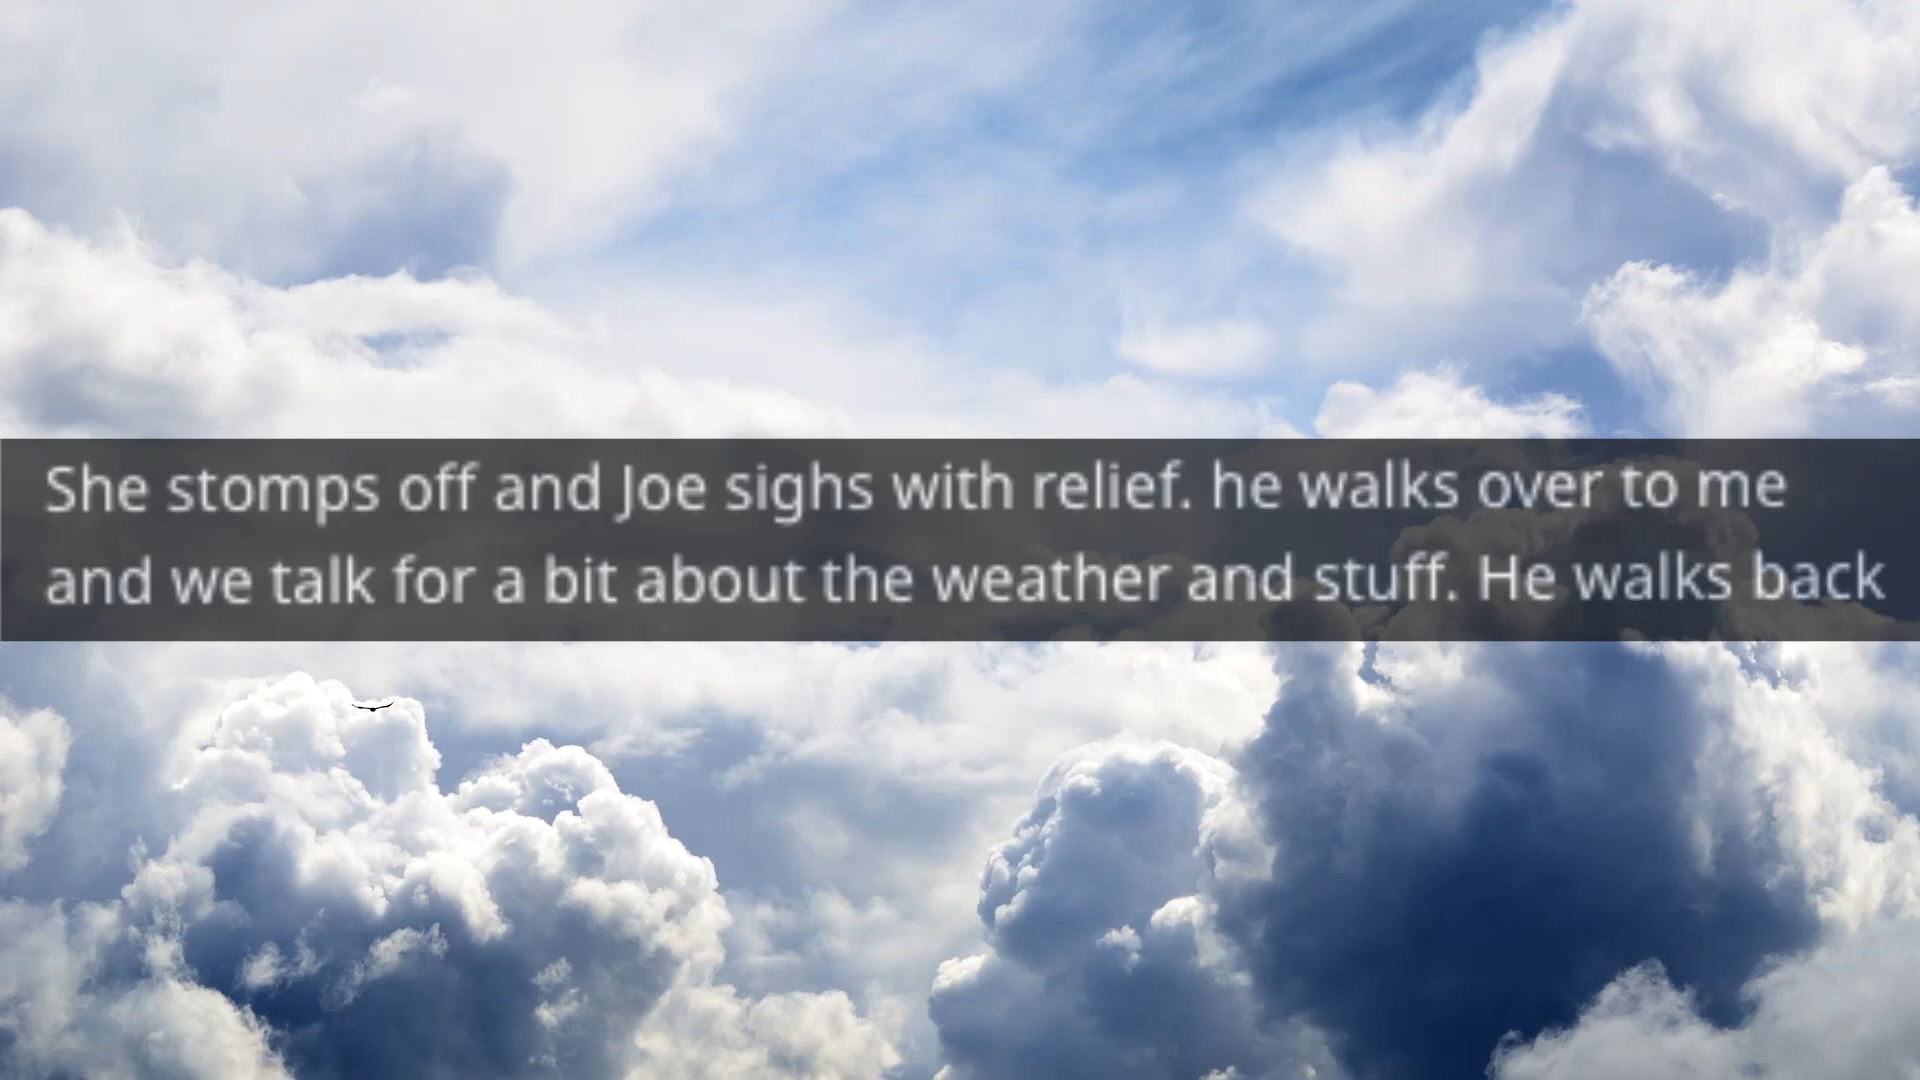 She stomps off and Joe sighs with relief. he walks over to me
and we talk for a bit about the weather and stuff. He walks back